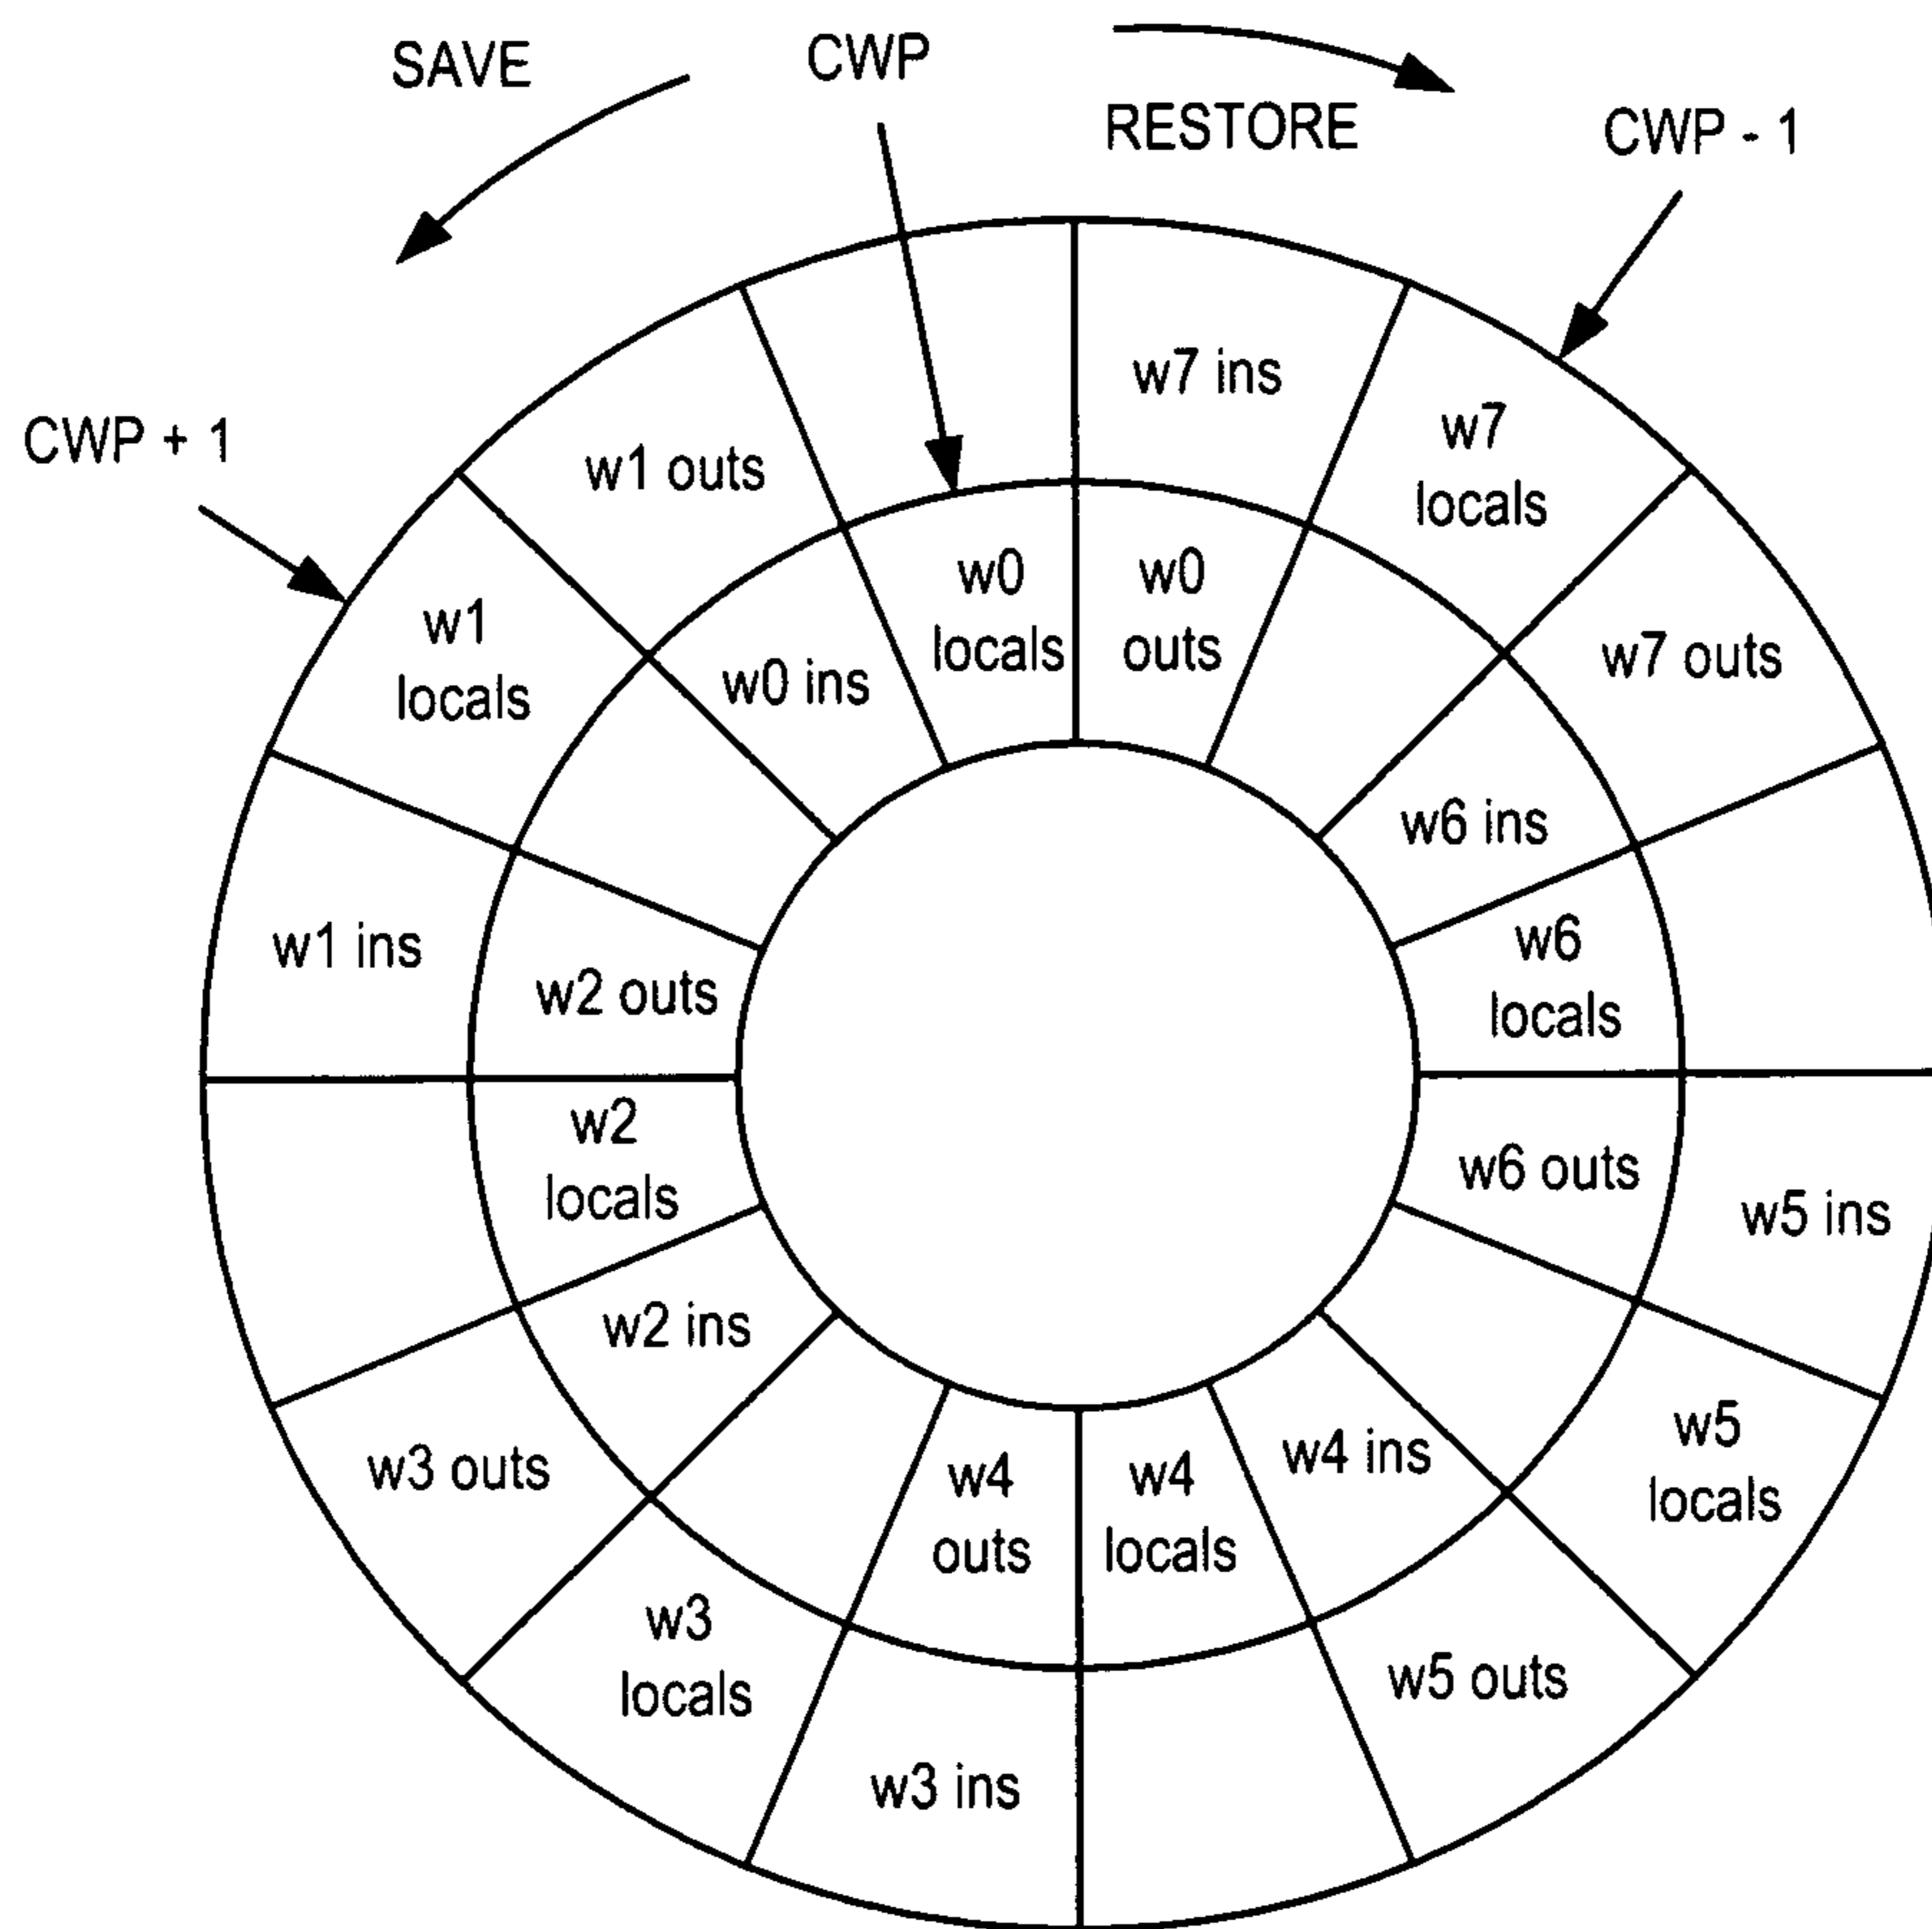 SAVE
CWP
RESTORE
CWP - 1
CWP + 1
w7 ins
w7
locals
w1 outs
w0
locals
w0
outs
w7 outs
w1
locals
w0 ins
w6 ins
w1 ins
w2 outs
w6
locals
w2
locals
w6 outs
w5 ins
w2 ins
w3 outs
w4
outs
w4
locals
w4 ins
w5
locals
w3
locals
w5 outs
w3 ins